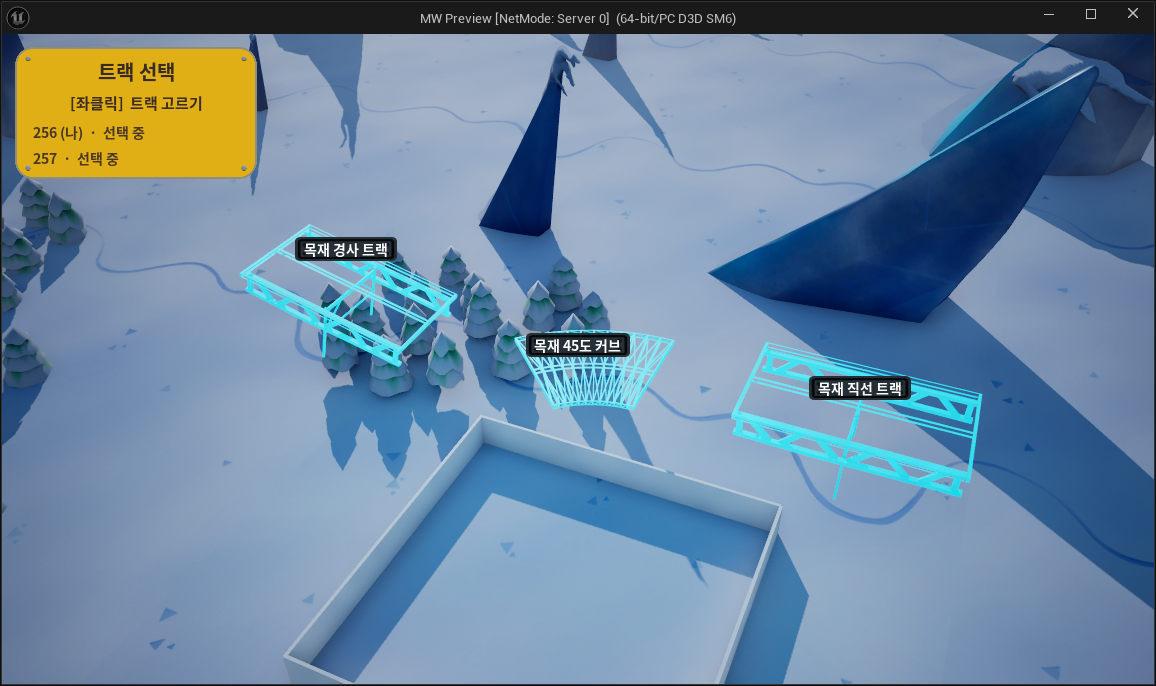 MW Preview [NetMode: Server 0] (64-bit/PC D3D SM6)
트랙 선택
[좌클릭] 트랙 고르기
256 (나) · 선택 중
257 · 선택 중
목재 경사 트랙
목재 45도 커브
목재 직선 트랙